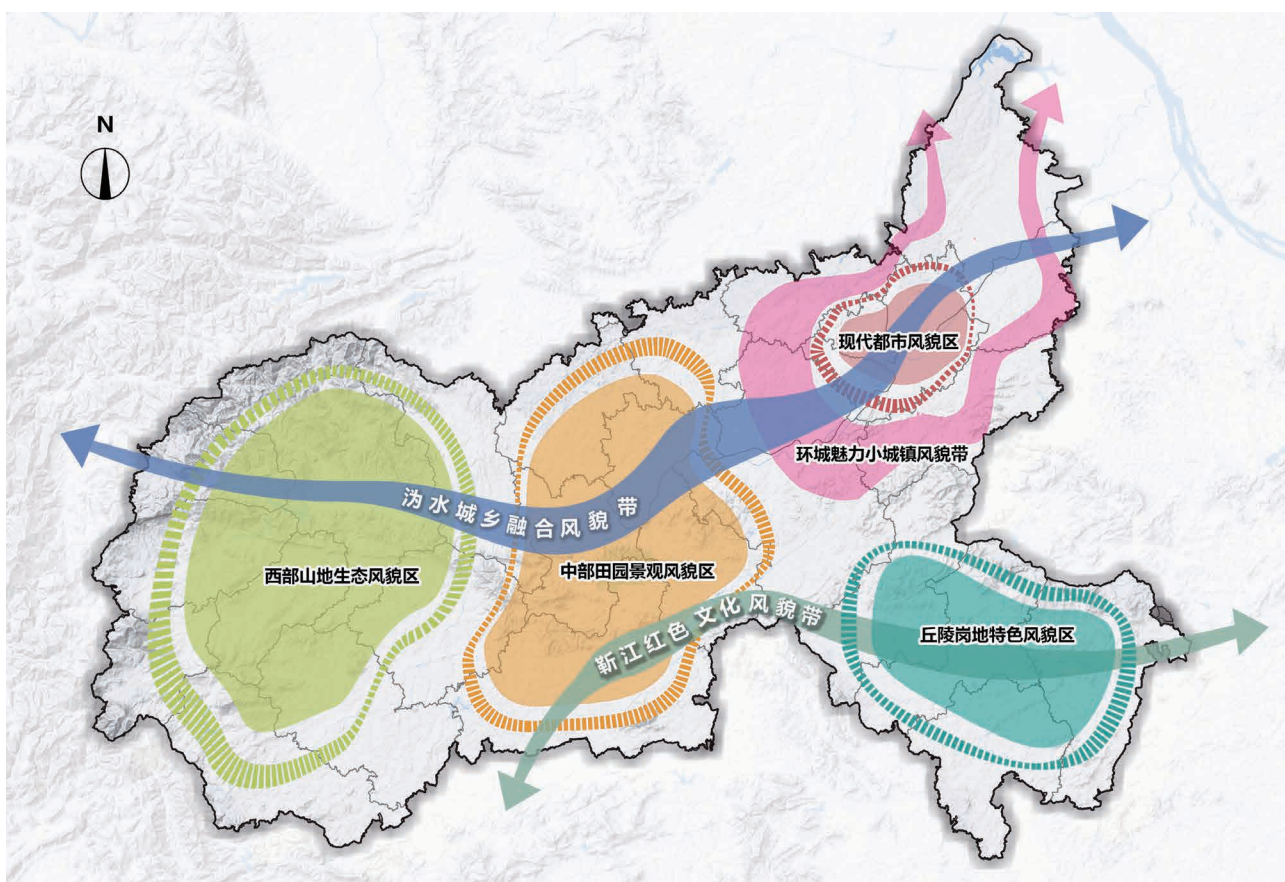 N
现代都市风貌区
环城魅力小城镇风貌带
沩水城乡融合风貌带
西部山地生态风貌区
中部田园景观风貌区
靳江红色文化风貌带
丘陵岗地特色风貌区